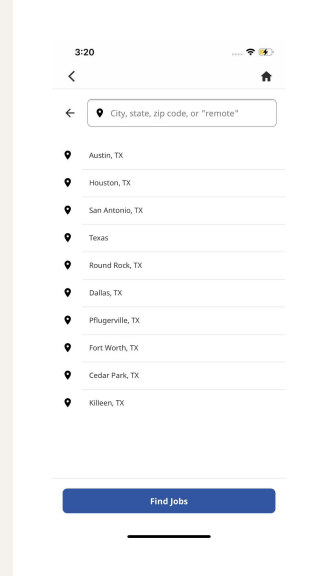 3:20
City, state, zip code, or "remote"
Austin, TX
Houston, TX
San Antonio, TX
Texas
Round Rock, TX
Dallas, TX
Pflugerville, TX
Fort Worth, TX
Cedar Park, TX
Killeen, TX
Find Jobs